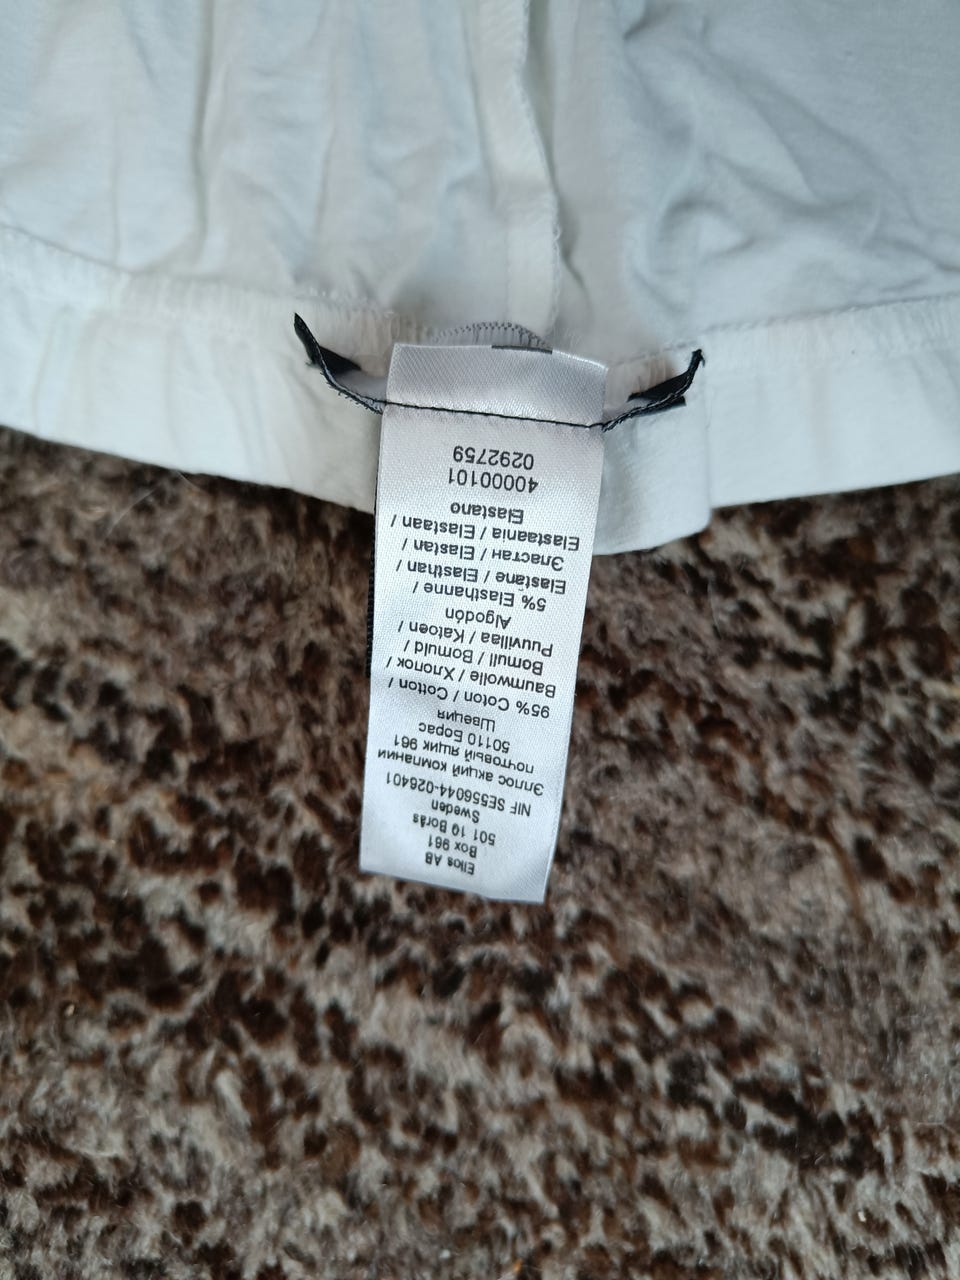 Ellos AB
Box 961
501 10 Borås
Sweden
NIF SE556044-026401
Эллос акций компании
почтовый ящик 961
50110 Борас
Швеция
95% Coton / Cotton /
Baumwolle / Хлопок /
Bomull / Bomuld /
Puuvillaa / Katoen /
Algodón
5% Elasthanne /
Elastane / Elasthan /
Эластан / Elastan /
Elastaania / Elastaan /
Elastano
40000101
0292759